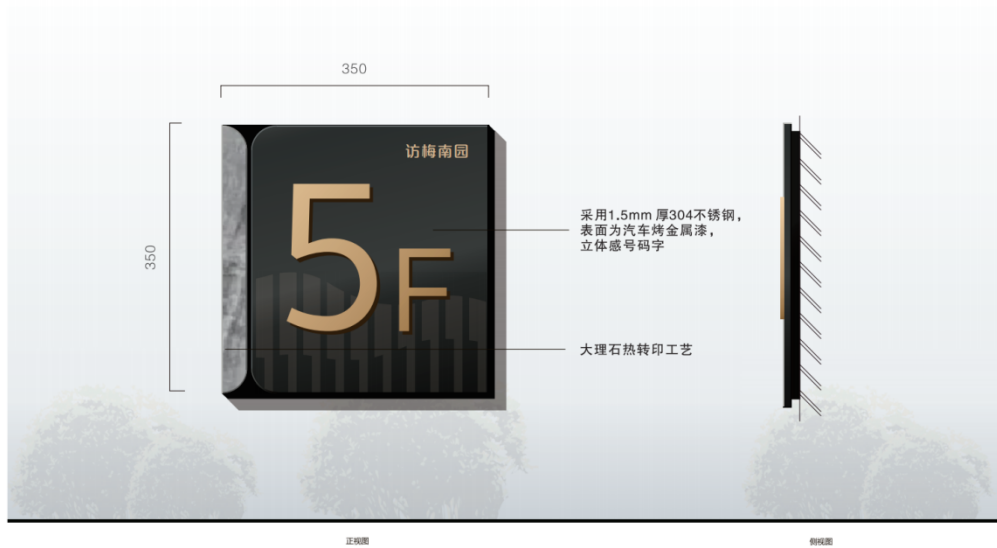 350
350
访梅南园
5F
采用1.5mm 厚304不锈钢,
表面为汽车烤金属漆,
立体感号码字
大理石热转印工艺
正视图
侧视图